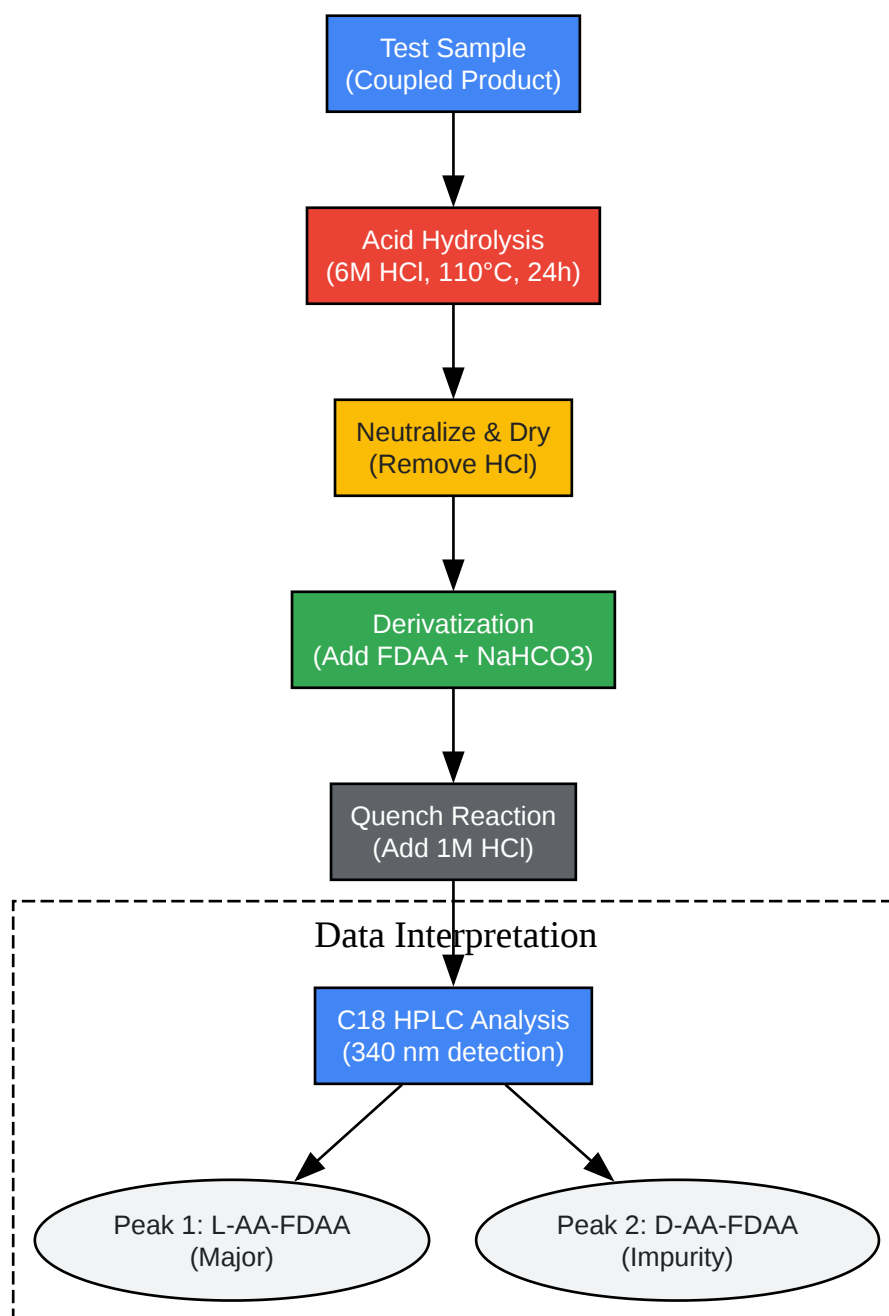 Test Sample
(Coupled Product)
Acid Hydrolysis
(6M HCl, 110°C, 24h)
Neutralize & Dry
(Remove HCl)
Derivatization
(Add FDAA + NaHCO3)
Quench Reaction
(Add 1M HCl)
Data Interpretation
C18 HPLC Analysis
(340 nm detection)
Peak 1: L-AA-FDAA
(Major)
Peak 2: D-AA-FDAA
(Impurity)